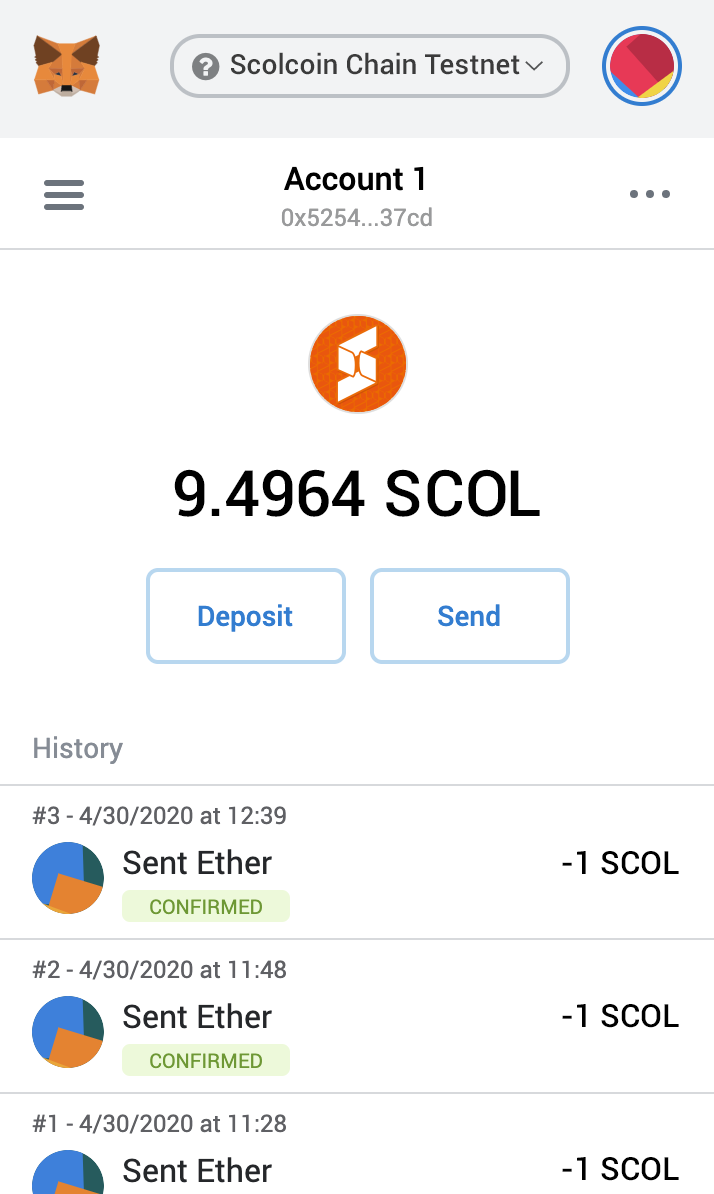 Scolcoin Chain Testnet
Account 1
0x5254...37cd
9.4964 SCOL
Deposit
Send
History
#3 - 4/30/2020 at 12:39
Sent Ether
-1 SCOL
CONFIRMED
#2 - 4/30/2020 at 11:48
Sent Ether
-1 SCOL
CONFIRMED
#1 - 4/30/2020 at 11:28
Sent Ether
-1 SCOL